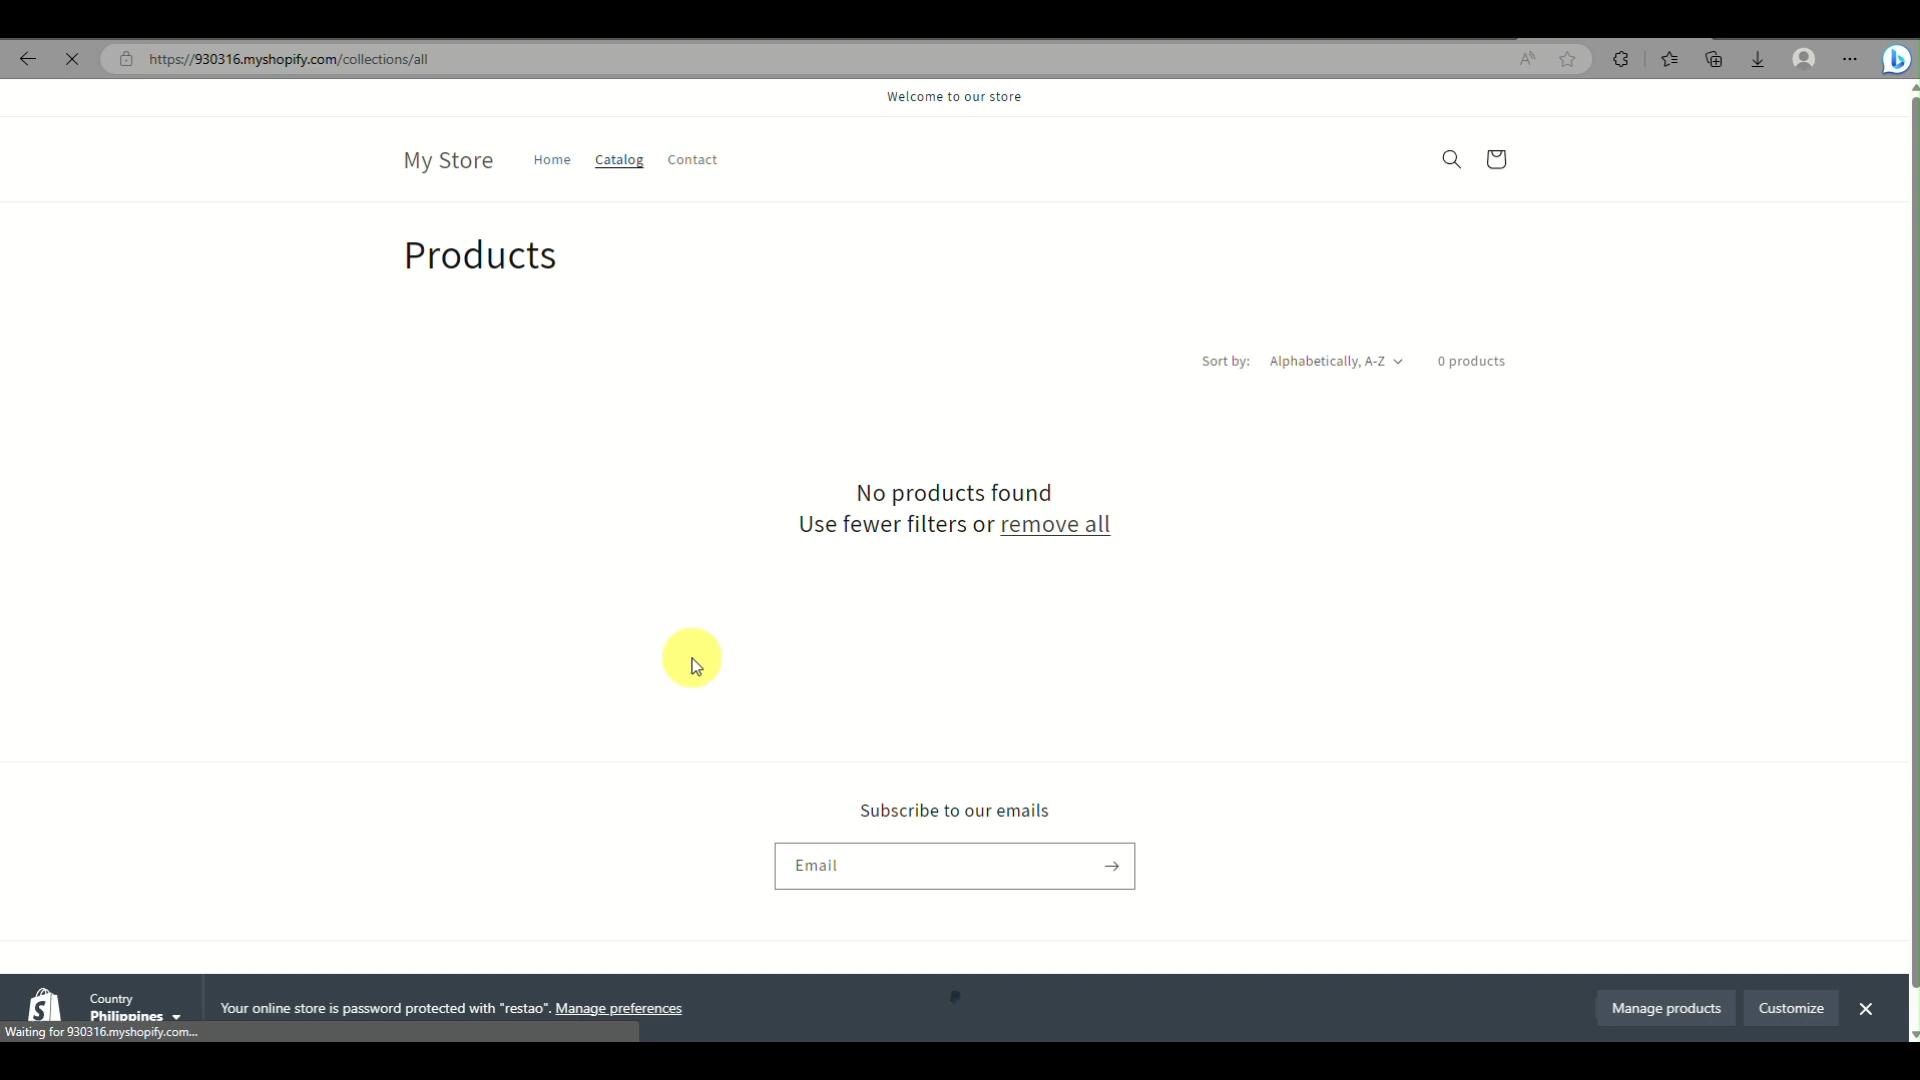 https://930316.myshopify.com/collections/all
Welcome to our store
My Store Home Catalog Contact
Products
Sort by: Alphabetically, A-Z 0 products
No products found
Use fewer filters or remove all
Subscribe to our emails
Email
Country
Philippines
Your online store is password protected with "restao". Manage preferences
Manage products Customize
Waiting for 930316.myshopify.com...